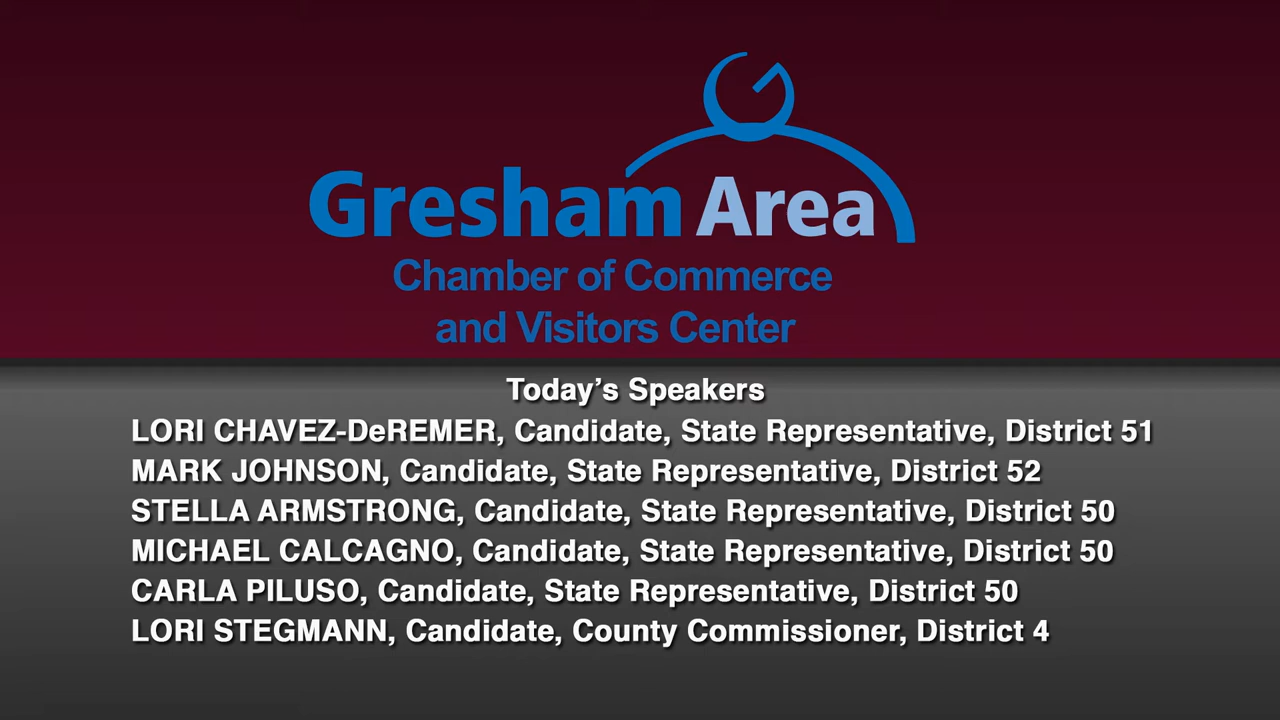 Gresham Area
Chamber of Commerce
and Visitors Center
Today's Speakers
LORI CHAVEZ-DeREMER, Candidate, State Representative, District 51
MARK JOHNSON, Candidate, State Representative, District 52
STELLA ARMSTRONG, Candidate, State Representative, District 50
MICHAEL CALCAGNO, Candidate, State Representative, District 50
CARLA PILUSO, Candidate, State Representative, District 50
LORI STEGMANN, Candidate, County Commissioner, District 4